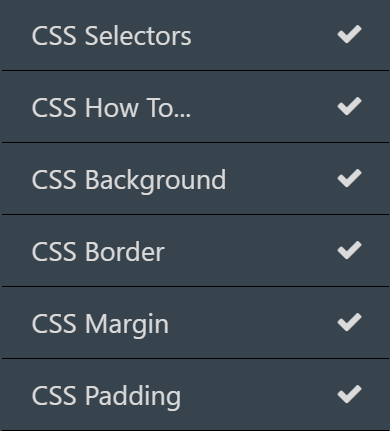 CSS Selectors
CSS How To...
CSS Background
CSS Border
CSS Margin
CSS Padding